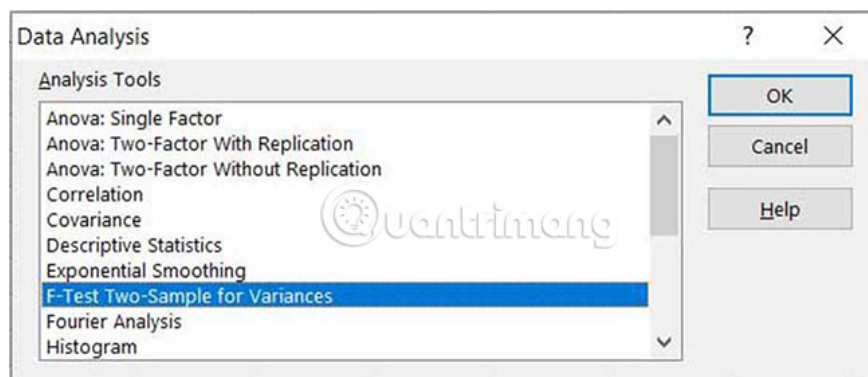 Data Analysis ?
Analysis Tools
Anova: Single Factor
Anova: Two-Factor With Replication
Anova: Two-Factor Without Replication
Correlation
Covariance
Descriptive Statistics
Exponential Smoothing
F-Test Two-Sample for Variances
Fourier Analysis
Histogram
OK
Cancel
Help
Quantrimang